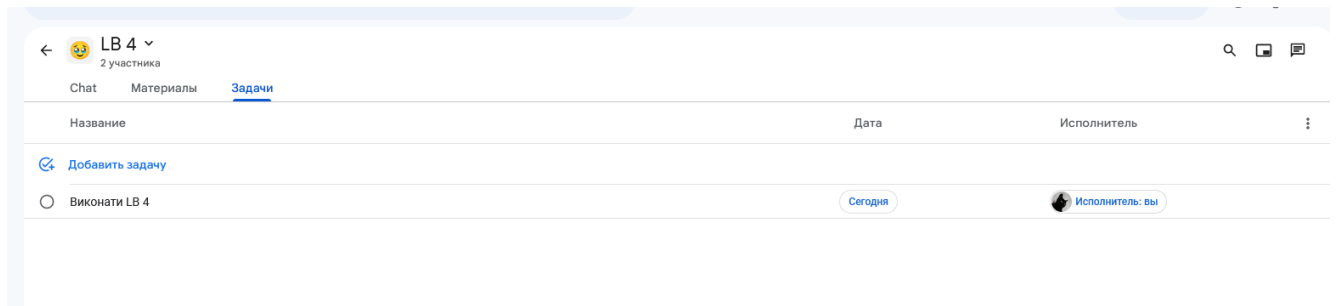 LB 4
2 участника
Chat Материалы Задачи
Название Дата Исполнитель
Добавить задачу
Виконати LB 4 Сегодня Исполнитель: вы